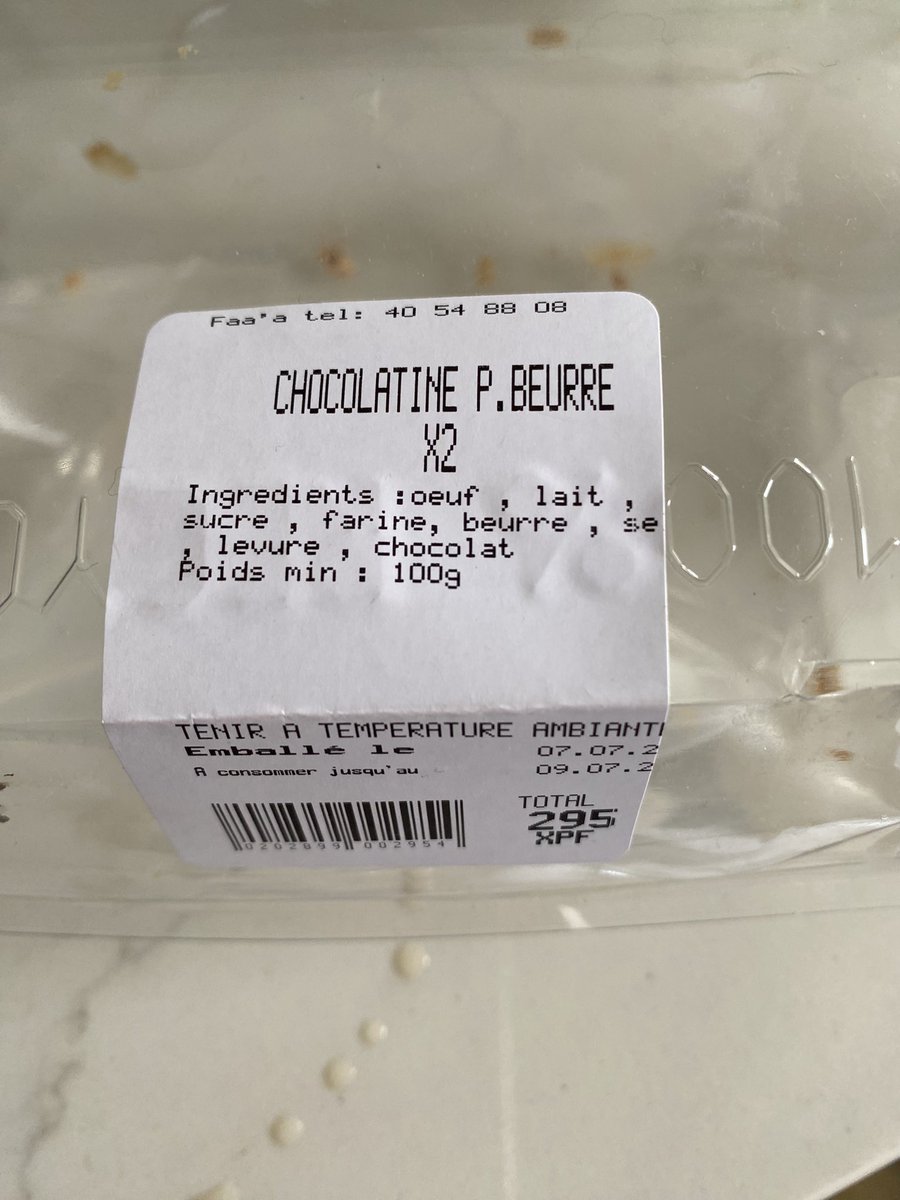 Faa'a tel: 40 54 88 08
CHOCOLATINE P.BEURRE
X2
Ingredients :oeuf , lait ,
sucre , farine, beurre , se
, levure , chocolat
Poids min : 100g
TENIR A TEMPERATURE AMBIANT
Emballé le 07.07.2
A consommer jusqu'au 09.07.2
TOTAL
295
XPF
0202899 002954